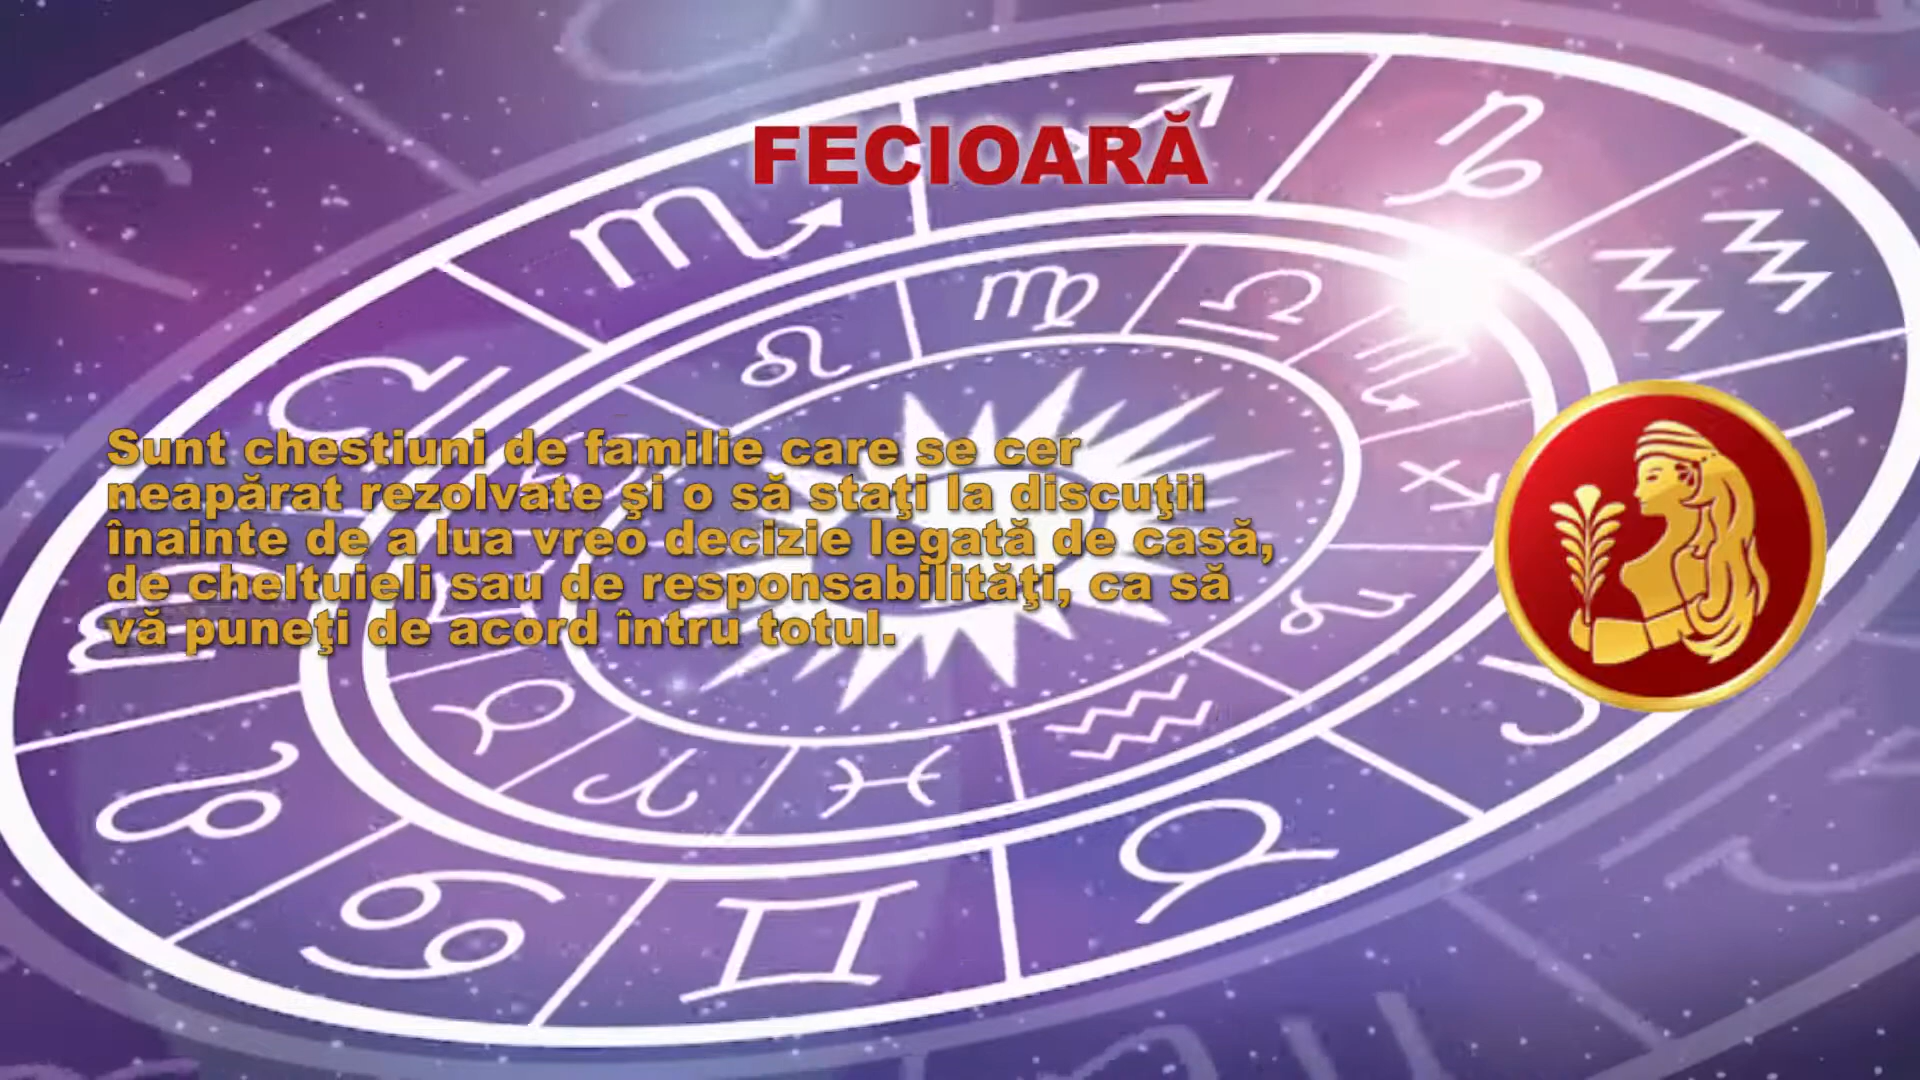 FECIOARĂ
Sunt chestiuni de familie care se cer
neapărat rezolvate şi o să staţi la discuţii
înainte de a lua vreo decizie legată de casă,
de cheltuieli sau de responsabilităţi, ca să
vă puneţi de acord întru totul.